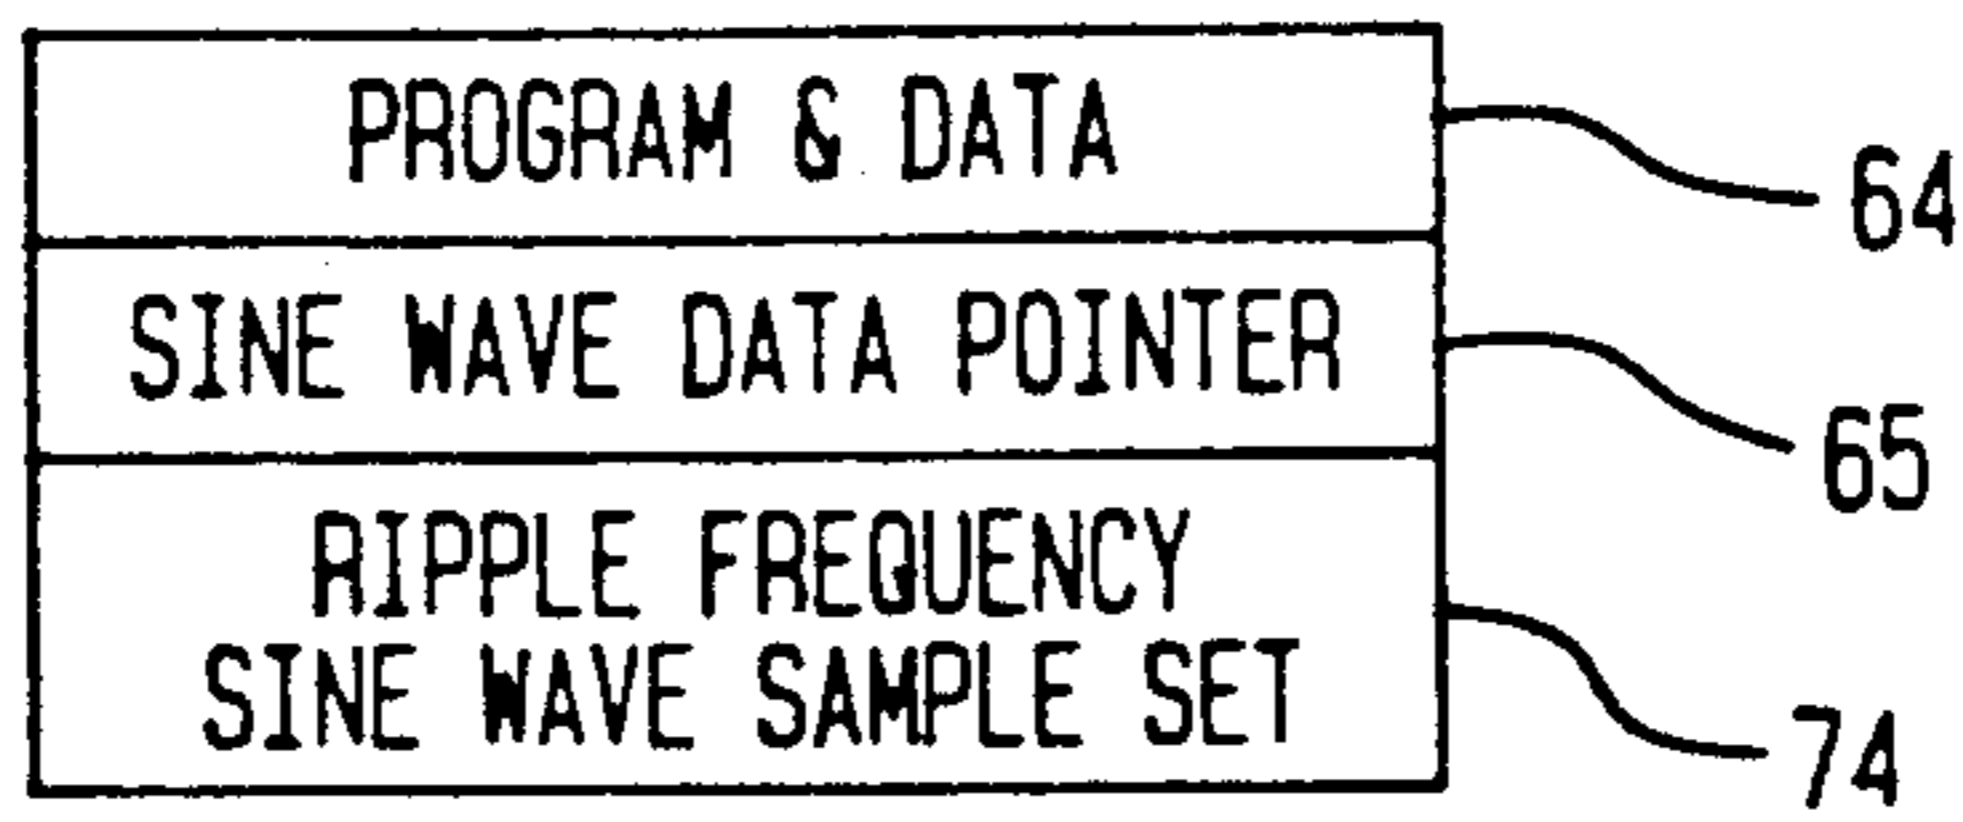 PROGRAM & DATA
64
SINE WAVE DATA POINTER
65
RIPPLE FREQUENCY
SINE WAVE SAMPLE SET
74